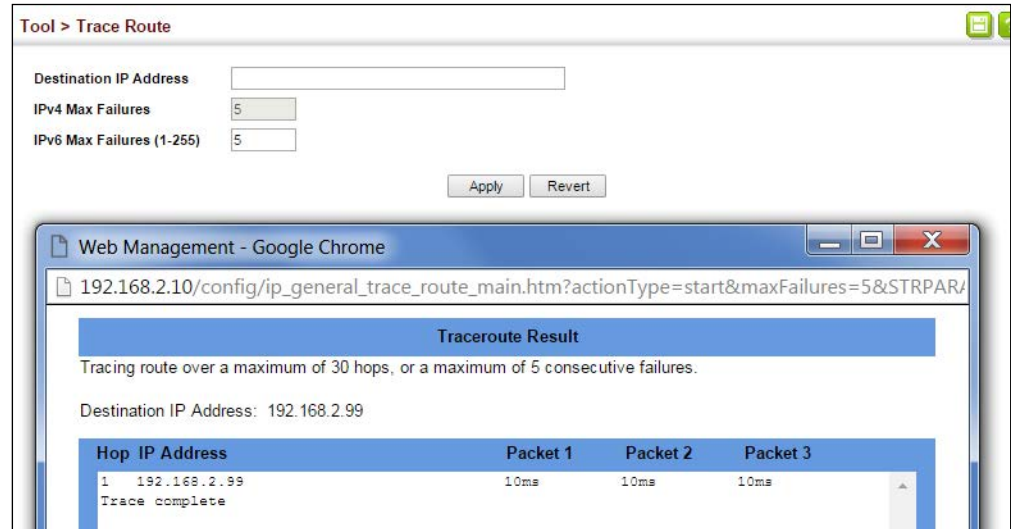 Tool > Trace Route
Destination IP Address
IPv4 Max Failures 5
IPv6 Max Failures (1-255) 5
Apply Revert
Web Management - Google Chrome
192.168.2.10/config/ip_general_trace_route_main.htm?actionType=start&maxFailures=5&STRPARA
Traceroute Result
Tracing route over a maximum of 30 hops, or a maximum of 5 consecutive failures.
Destination IP Address: 192.168.2.99
Hop IP Address Packet 1 Packet 2 Packet 3
1 192.168.2.99 10ms 10ms 10ms
Trace complete